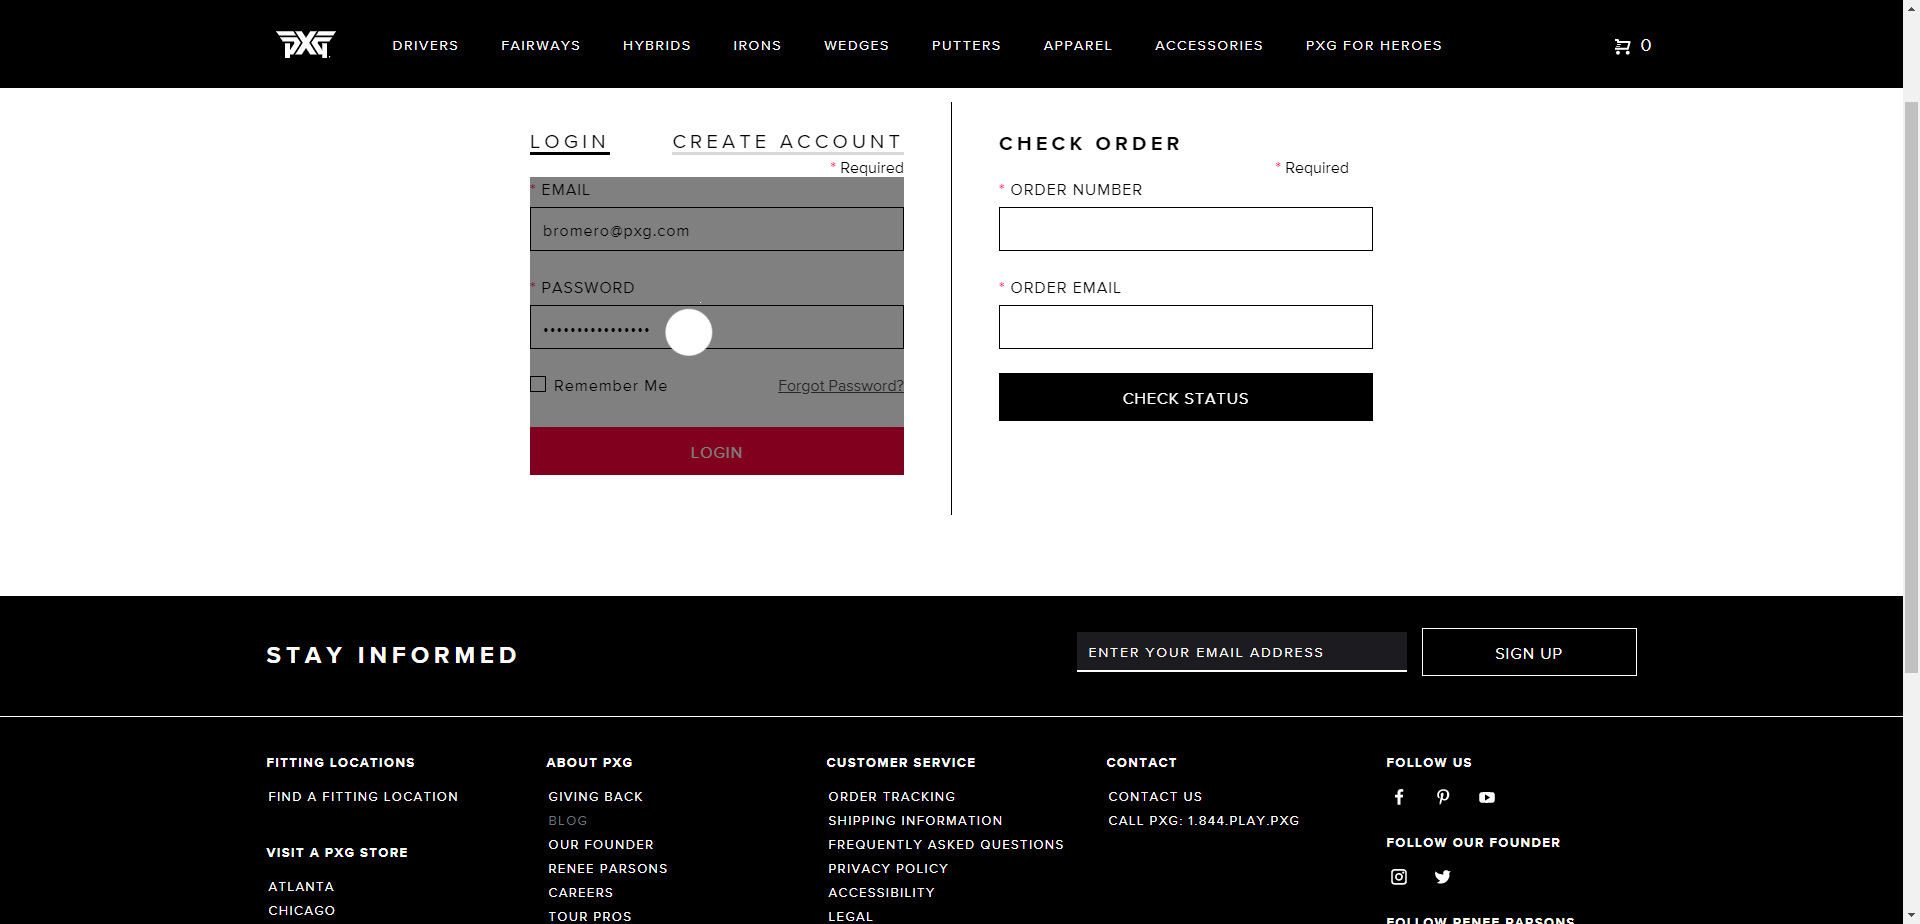 PXG
DRIVERS FAIRWAYS HYBRIDS IRONS WEDGES PUTTERS APPAREL ACCESSORIES PXG FOR HEROES 0
LOGIN CREATE ACCOUNT
* Required
* EMAIL
bromero@pxg.com
* PASSWORD
••••••••••••••••
Remember Me Forgot Password?
LOGIN
CHECK ORDER
* Required
* ORDER NUMBER
* ORDER EMAIL
CHECK STATUS
STAY INFORMED
ENTER YOUR EMAIL ADDRESS SIGN UP
FITTING LOCATIONS
FIND A FITTING LOCATION
VISIT A PXG STORE
ATLANTA
CHICAGO
ABOUT PXG
GIVING BACK
BLOG
OUR FOUNDER
RENEE PARSONS
CAREERS
TOUR PROS
CUSTOMER SERVICE
ORDER TRACKING
SHIPPING INFORMATION
FREQUENTLY ASKED QUESTIONS
PRIVACY POLICY
ACCESSIBILITY
LEGAL
CONTACT
CONTACT US
CALL PXG: 1.844.PLAY.PXG
FOLLOW US
FOLLOW OUR FOUNDER
FOLLOW RENEE PARSONS